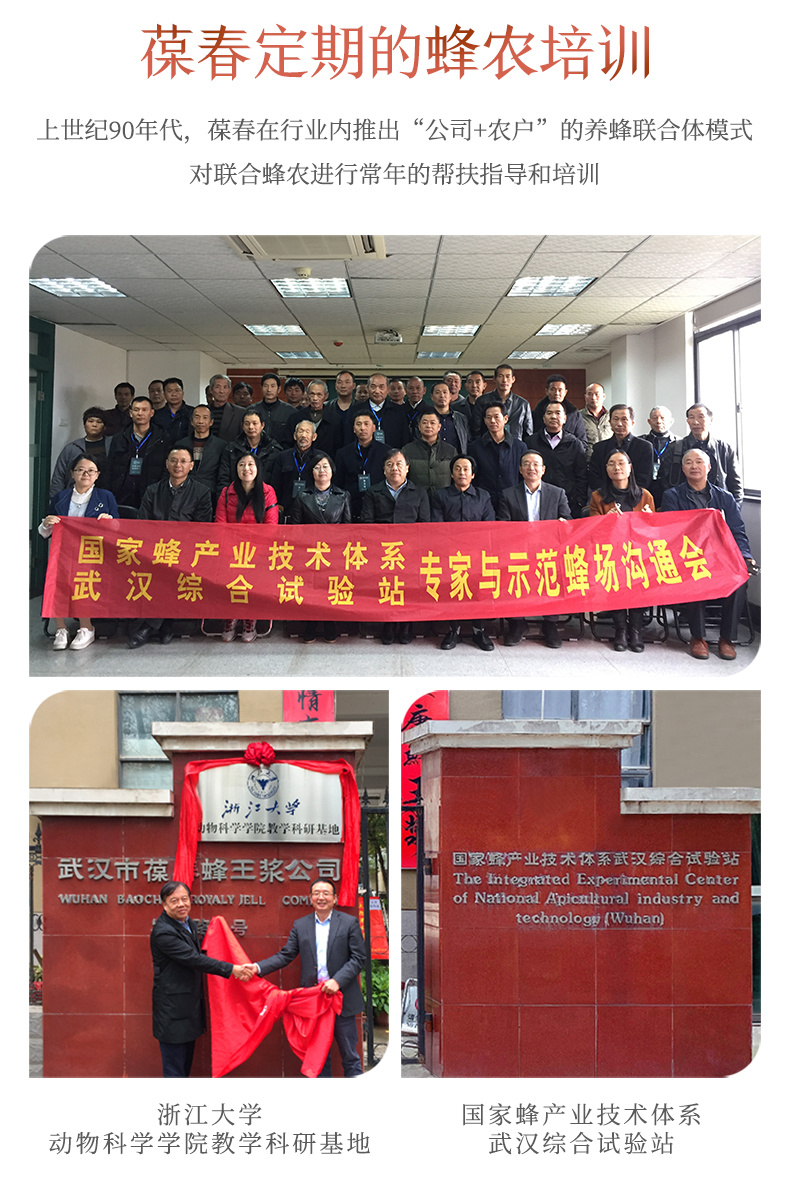 葆春定期的蜂农培训
上世纪90年代，葆春在行业内推出“公司+农户”的养蜂联合体模式
对联合蜂农进行常年的帮扶指导和培训
国家蜂产业技术体系
武汉综合试验站
专家与示范蜂场沟通会
浙江大学
动物科学学院教学科研基地
武汉市葆春蜂王浆公司
WUHAN BAOCH ROYALY JELL COM
号
情
康熙
国家蜂产业技术体系武汉综合试验站
The Integrated Experimental Center
of National Apicultural industry and
technology (Wuhan)
浙江大学
动物科学学院教学科研基地
国家蜂产业技术体系
武汉综合试验站